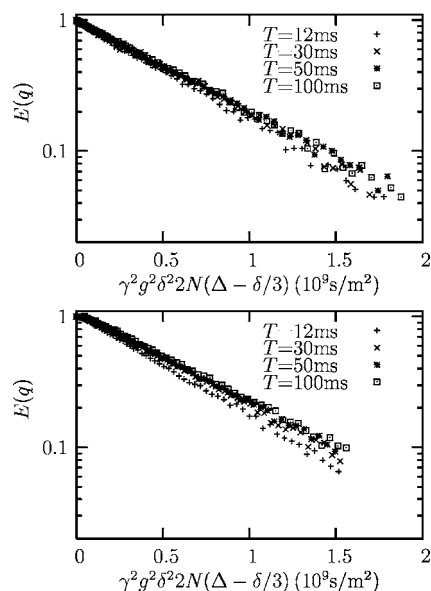 1
0.1
E(q)
T=12ms +
T=30ms ×
T=50ms ✱
T=100ms ⊡
0 0.5 1 1.5 2
γ²g²δ²2N(Δ − δ/3) (10⁹s/m²)
1
0.1
E(q)
T 12ms +
T=30ms ×
T=50ms ✱
T=100ms ⊡
0 0.5 1 1.5 2
γ²g²δ²2N(Δ − δ/3) (10⁹s/m²)